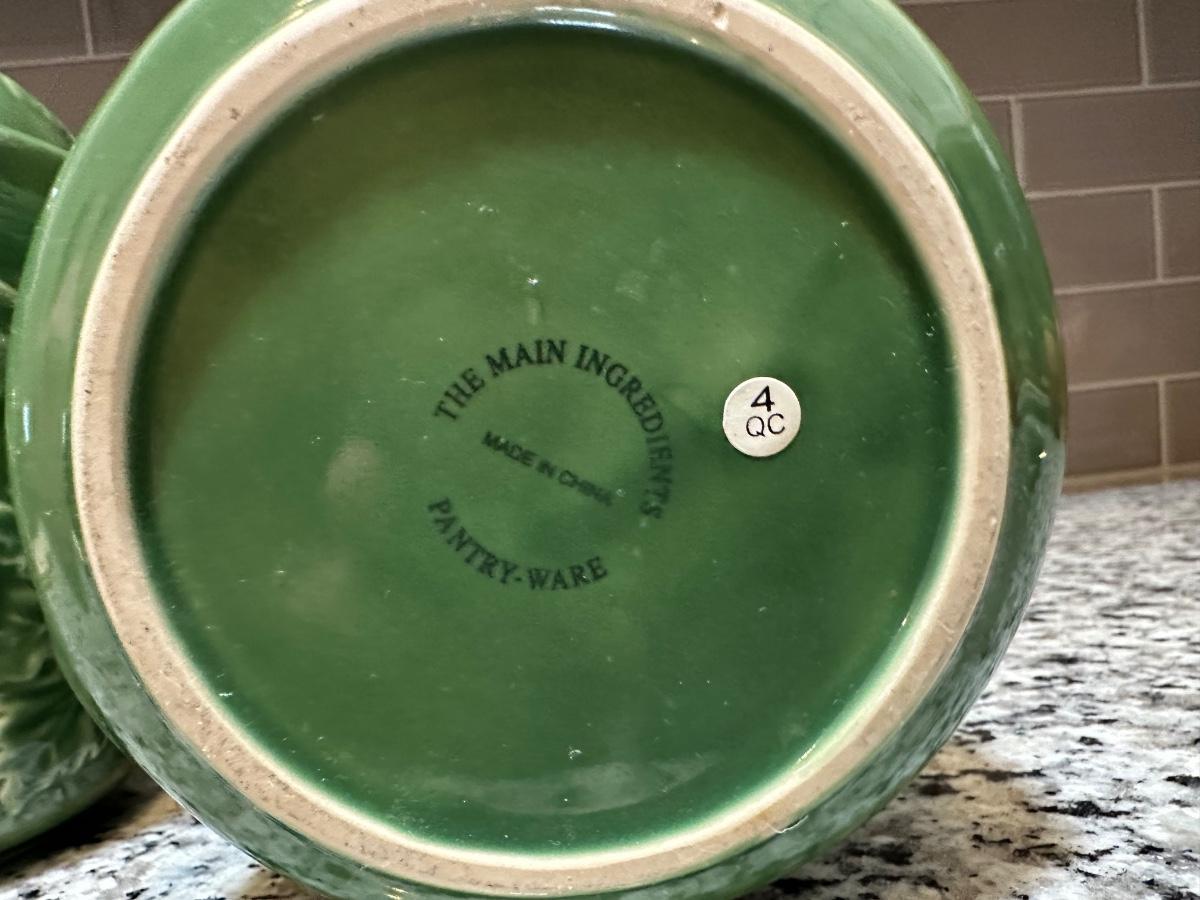 THE MAIN INGREDIENTS
MADE IN CHINA
PANTRY-WARE
4
QC